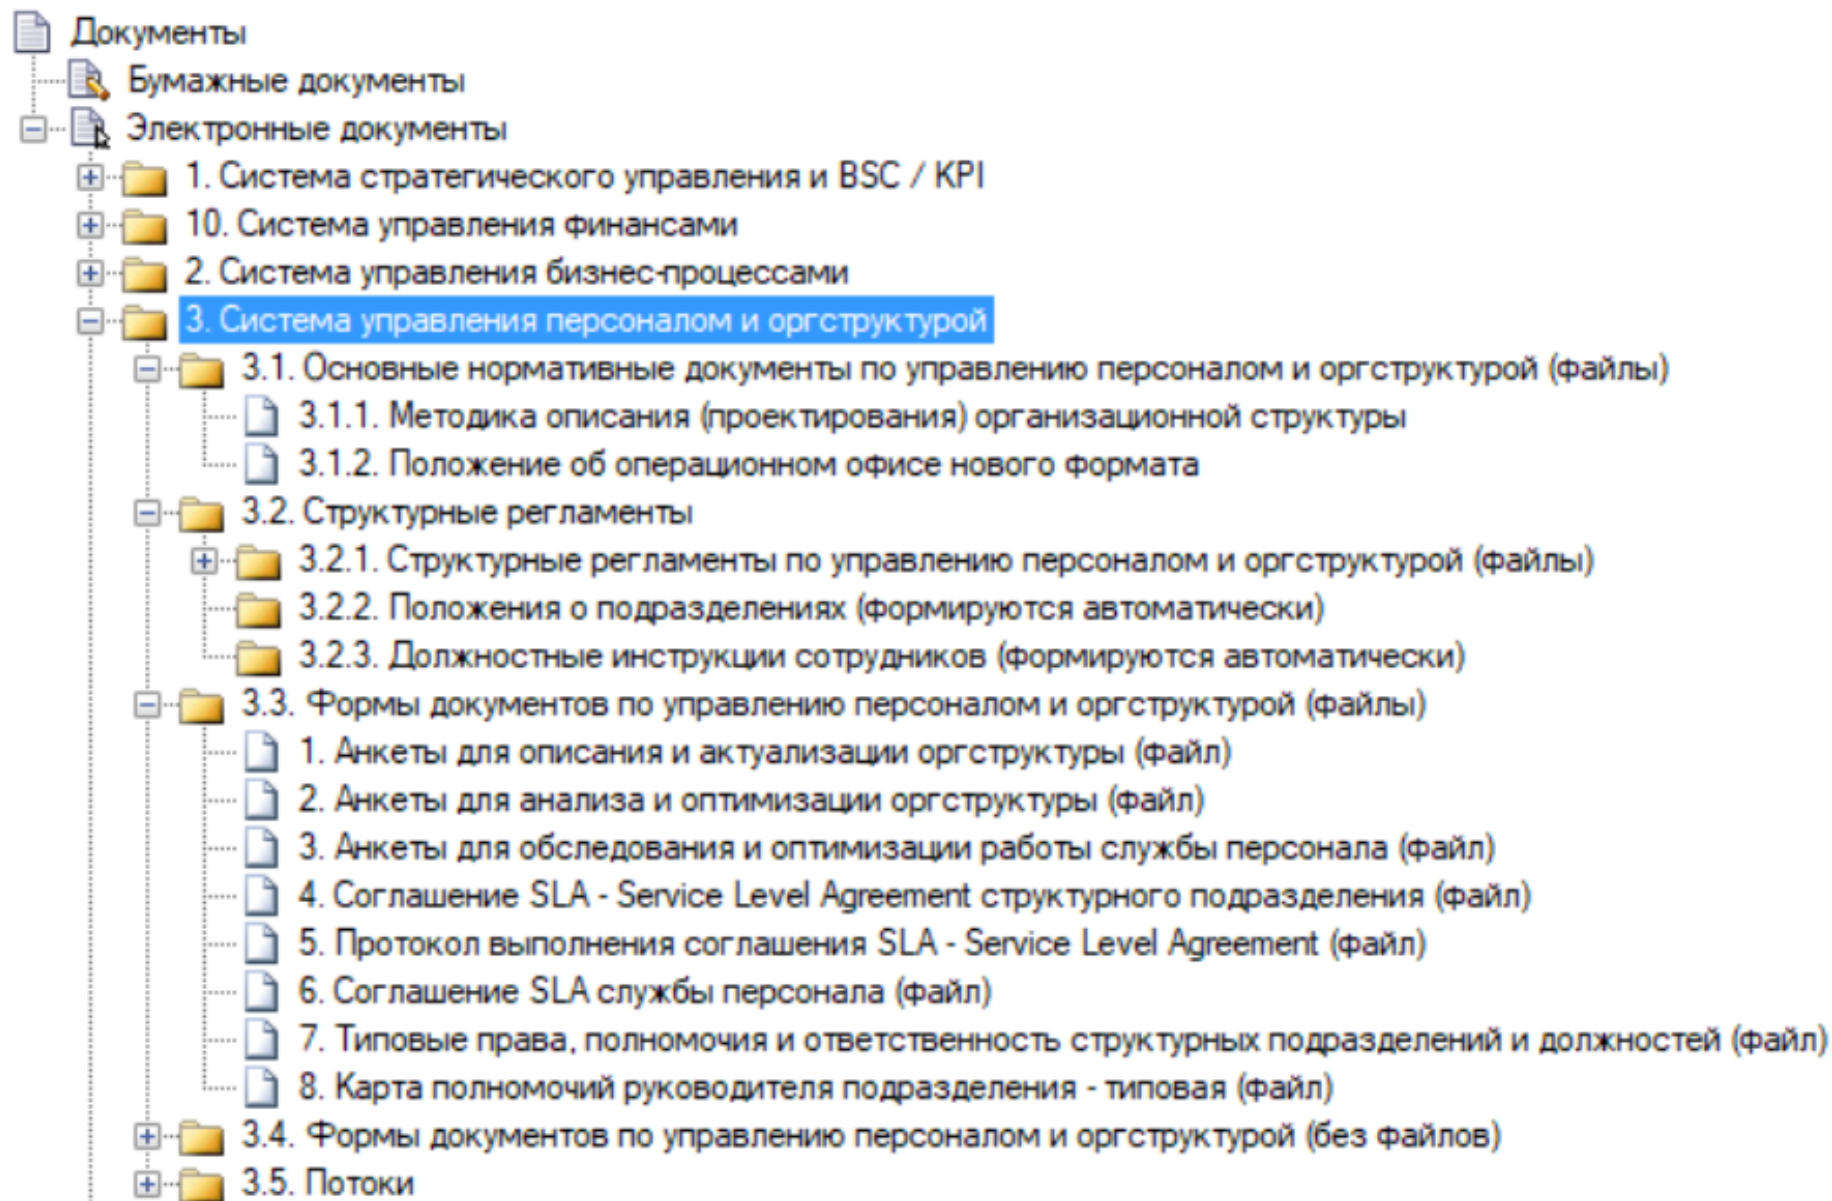 Документы
Бумажные документы
Электронные документы
1. Система стратегического управления и BSC / KPI
10. Система управления финансами
2. Система управления бизнес-процессами
3. Система управления персоналом и оргструктурой
3.1. Основные нормативные документы по управлению персоналом и оргструктурой (файлы)
3.1.1. Методика описания (проектирования) организационной структуры
3.1.2. Положение об операционном офисе нового формата
3.2. Структурные регламенты
3.2.1. Структурные регламенты по управлению персоналом и оргструктурой (файлы)
3.2.2. Положения о подразделениях (формируются автоматически)
3.2.3. Должностные инструкции сотрудников (формируются автоматически)
3.3. Формы документов по управлению персоналом и оргструктурой (файлы)
1. Анкеты для описания и актуализации оргструктуры (файл)
2. Анкеты для анализа и оптимизации оргструктуры (файл)
3. Анкеты для обследования и оптимизации работы службы персонала (файл)
4. Соглашение SLA - Service Level Agreement структурного подразделения (файл)
5. Протокол выполнения соглашения SLA - Service Level Agreement (файл)
6. Соглашение SLA службы персонала (файл)
7. Типовые права, полномочия и ответственность структурных подразделений и должностей (файл)
8. Карта полномочий руководителя подразделения - типовая (файл)
3.4. Формы документов по управлению персоналом и оргструктурой (без файлов)
3.5. Потоки